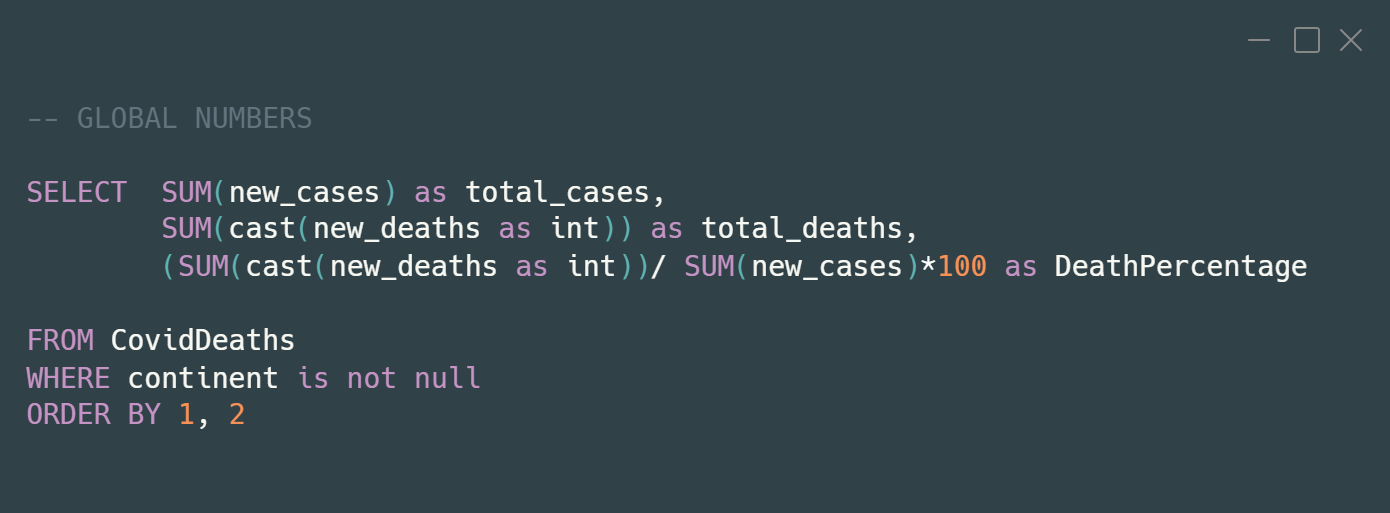 -- GLOBAL NUMBERS
SELECT  SUM(new_cases) as total_cases,
        SUM(cast(new_deaths as int)) as total_deaths,
        (SUM(cast(new_deaths as int))/ SUM(new_cases)*100 as DeathPercentage
FROM CovidDeaths
WHERE continent is not null
ORDER BY 1, 2